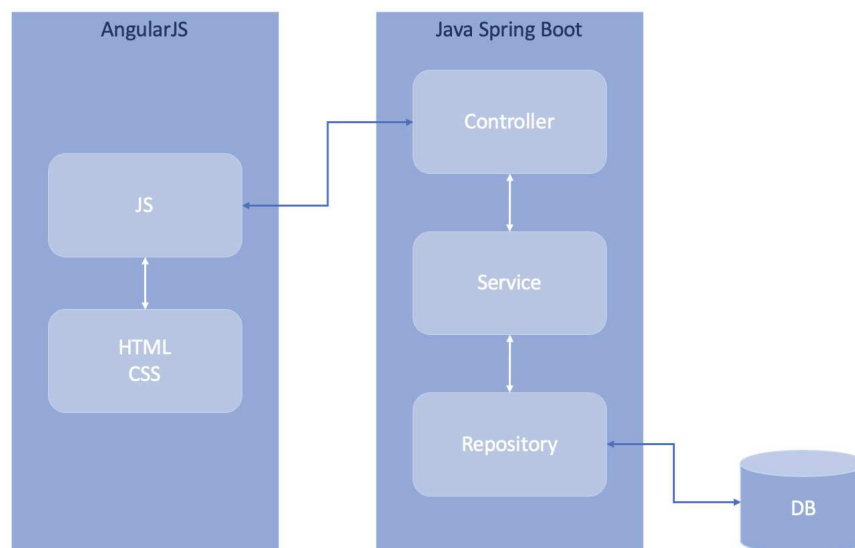 AngularJS
JS
HTML
CSS
Java Spring Boot
Controller
Service
Repository
DB